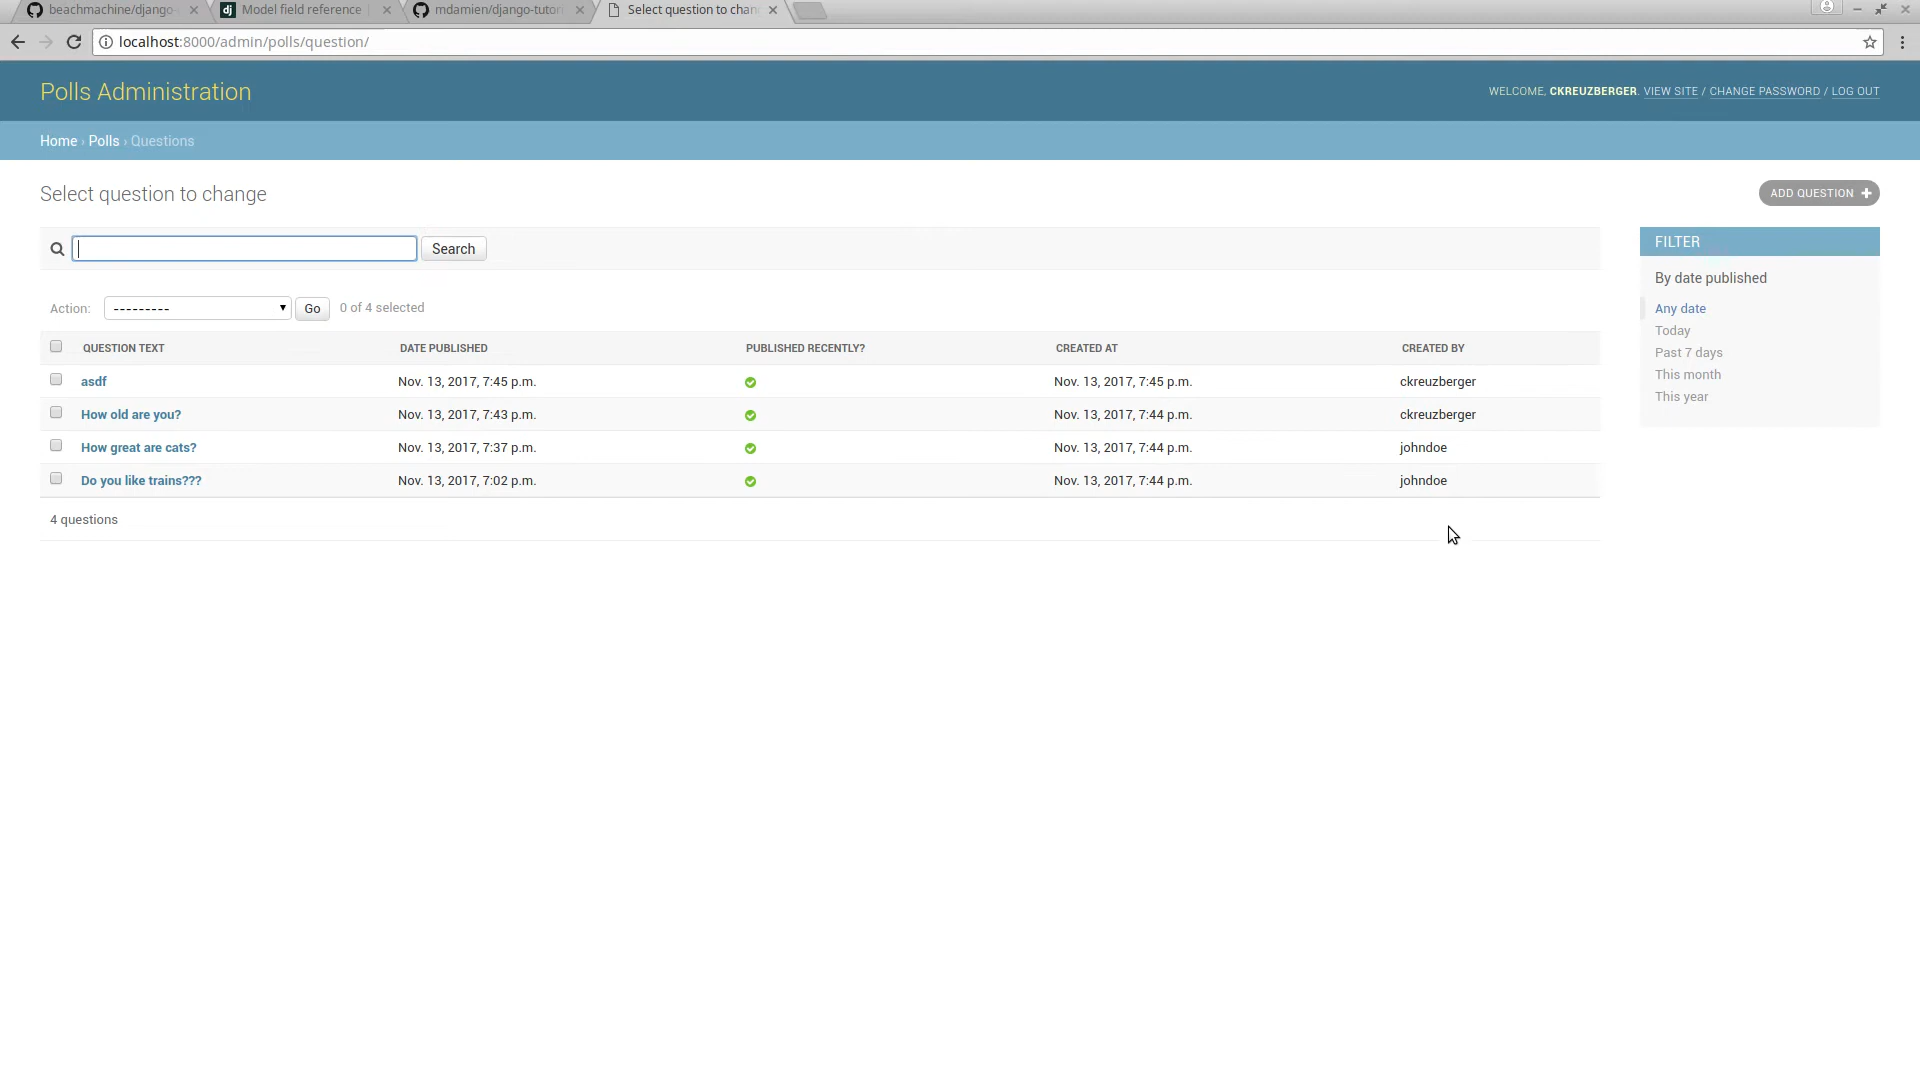 beachmachine/django-
Model field reference
mdamien/django-tutor
Select question to chan
localhost:8000/admin/polls/question/
Polls Administration
WELCOME, CKREUZBERGER. VIEW SITE / CHANGE PASSWORD / LOG OUT
Home › Polls › Questions
Select question to change
ADD QUESTION +
Search
FILTER
By date published
Any date
Today
Past 7 days
This month
This year
Action: --------- Go 0 of 4 selected
QUESTION TEXT DATE PUBLISHED PUBLISHED RECENTLY? CREATED AT CREATED BY
asdf Nov. 13, 2017, 7:45 p.m. Nov. 13, 2017, 7:45 p.m. ckreuzberger
How old are you? Nov. 13, 2017, 7:43 p.m. Nov. 13, 2017, 7:44 p.m. ckreuzberger
How great are cats? Nov. 13, 2017, 7:37 p.m. Nov. 13, 2017, 7:44 p.m. johndoe
Do you like trains??? Nov. 13, 2017, 7:02 p.m. Nov. 13, 2017, 7:44 p.m. johndoe
4 questions